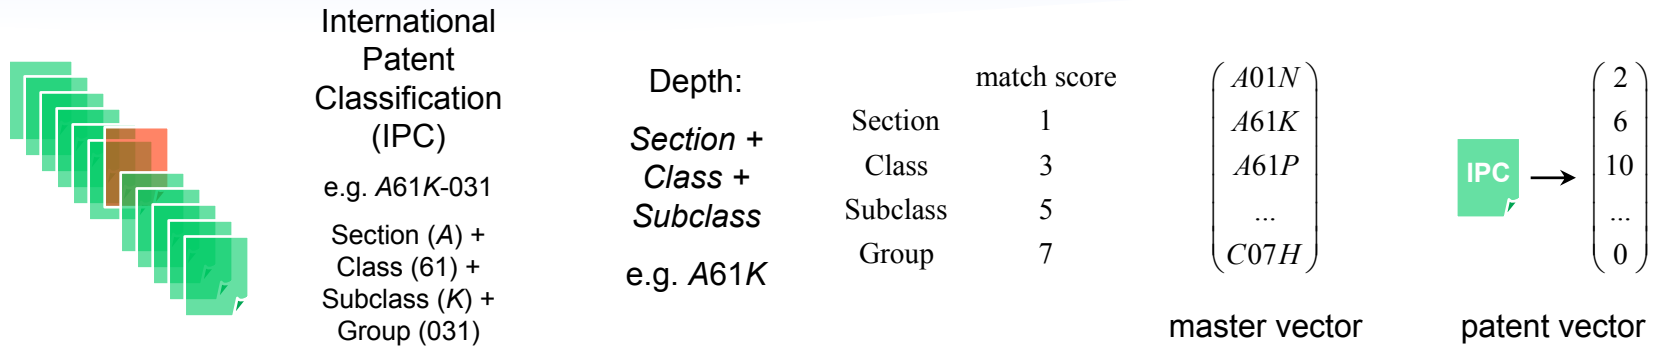 International
Patent
Classification
(IPC)
e.g. A61K-031
Section (A) +
Class (61) +
Subclass (K) +
Group (031)
Depth:
Section +
Class +
Subclass
e.g. A61K
match score
Section 1
Class 3
Subclass 5
Group 7
A01N
A61K
A61P
...
C07H
master vector
IPC
2
6
10
...
0
patent vector